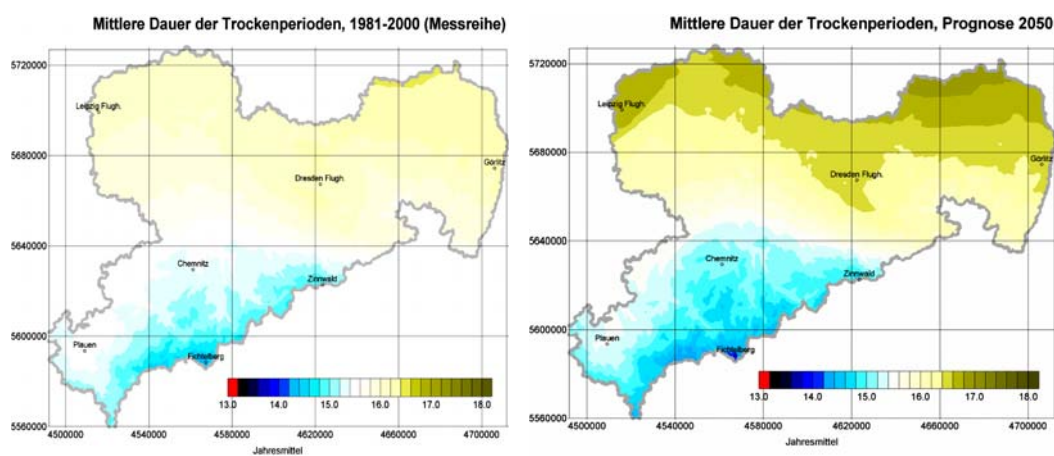 Mittlere Dauer der Trockenperioden, 1981-2000 (Messreihe)
5720000
5680000
5640000
5600000
5560000
Leipzig Flugh.
Görlitz
Dresden Flugh.
Chemnitz
Zinnwald
Plauen
Fichtelberg
13.0 14.0 15.0 16.0 17.0 18.0
4500000 4540000 4580000 4620000 4660000 4700000
Jahresmittel
Mittlere Dauer der Trockenperioden, Prognose 2050
5720000
5680000
5640000
5600000
5560000
Leipzig Flugh.
Görlitz
Dresden Flugh.
Chemnitz
Zinnwald
Plauen
Fichtelberg
13.0 14.0 15.0 16.0 17.0 18.0
4500000 4540000 4580000 4620000 4660000 4700000
Jahresmittel